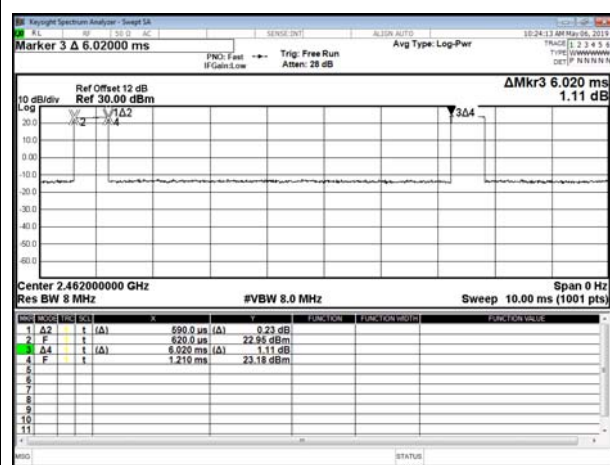 Keysight Spectrum Analyzer - Swept SA
RL RF 50 Ω AC SENSE:INT ALIGN AUTO 10:24:13 AM May 06, 2019
Marker 3 Δ 6.02000 ms
PNO: Fast Trig: Free Run Avg Type: Log-Pwr TRACE 1 2 3 4 5 6
IFGain:Low Atten: 28 dB TYPE WWWWWW
DET P N N N N N
ΔMkr3 6.020 ms
1.11 dB
Ref Offset 12 dB
10 dB/div Ref 30.00 dBm
Log
20.0
10.0
0.00
-10.0
-20.0
-30.0
-40.0
-50.0
-60.0
2 1Δ2 4 3Δ4
Center 2.462000000 GHz Span 0 Hz
Res BW 8 MHz #VBW 8.0 MHz Sweep 10.00 ms (1001 pts)
MKR MODE TRC SCL X Y FUNCTION FUNCTION WIDTH FUNCTION VALUE
1 Δ2 t (Δ) 590.0 µs (Δ) 0.23 dB
2 F t 620.0 µs 22.95 dBm
3 Δ4 t (Δ) 6.020 ms (Δ) 1.11 dB
4 F t 1.210 ms 23.18 dBm
5
6
7
8
9
10
11
MSG STATUS